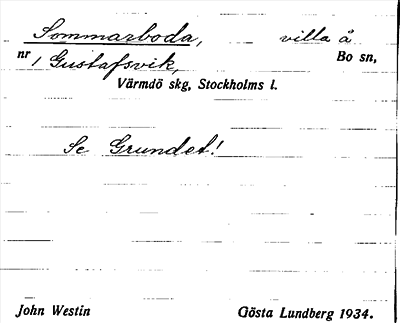 Sommarboda, villa å
nr 1 Gustafsvik, Bo sn,
Värmdö skg, Stockholms l.
Se Grundet!
John Westin Gösta Lundberg 1934.